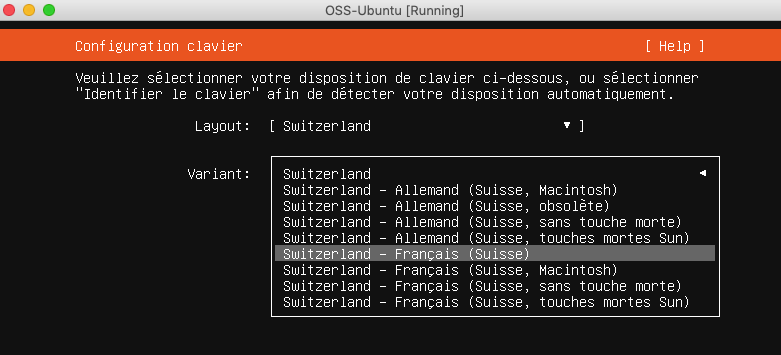 OSS-Ubuntu [Running]
Configuration clavier [ Help ]
Veuillez sélectionner votre disposition de clavier ci-dessous, ou sélectionner
"Identifier le clavier" afin de détecter votre disposition automatiquement.
Layout: [ Switzerland ▼ ]
Variant: Switzerland ◄
Switzerland – Allemand (Suisse, Macintosh)
Switzerland – Allemand (Suisse, obsolète)
Switzerland – Allemand (Suisse, sans touche morte)
Switzerland – Allemand (Suisse, touches mortes Sun)
Switzerland – Français (Suisse)
Switzerland – Français (Suisse, Macintosh)
Switzerland – Français (Suisse, sans touche morte)
Switzerland – Français (Suisse, touches mortes Sun)